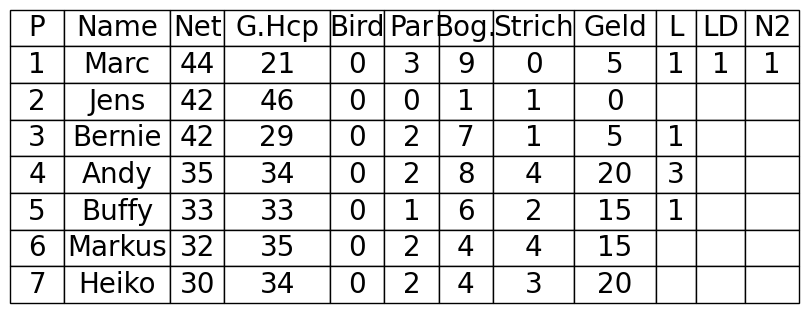 P Name Net G.Hcp Bird Par Bog. Strich Geld L LD N2
1 Marc 44 21 0 3 9 0 5 1 1 1
2 Jens 42 46 0 0 1 1 0
3 Bernie 42 29 0 2 7 1 5 1
4 Andy 35 34 0 2 8 4 20 3
5 Buffy 33 33 0 1 6 2 15 1
6 Markus 32 35 0 2 4 4 15
7 Heiko 30 34 0 2 4 3 20